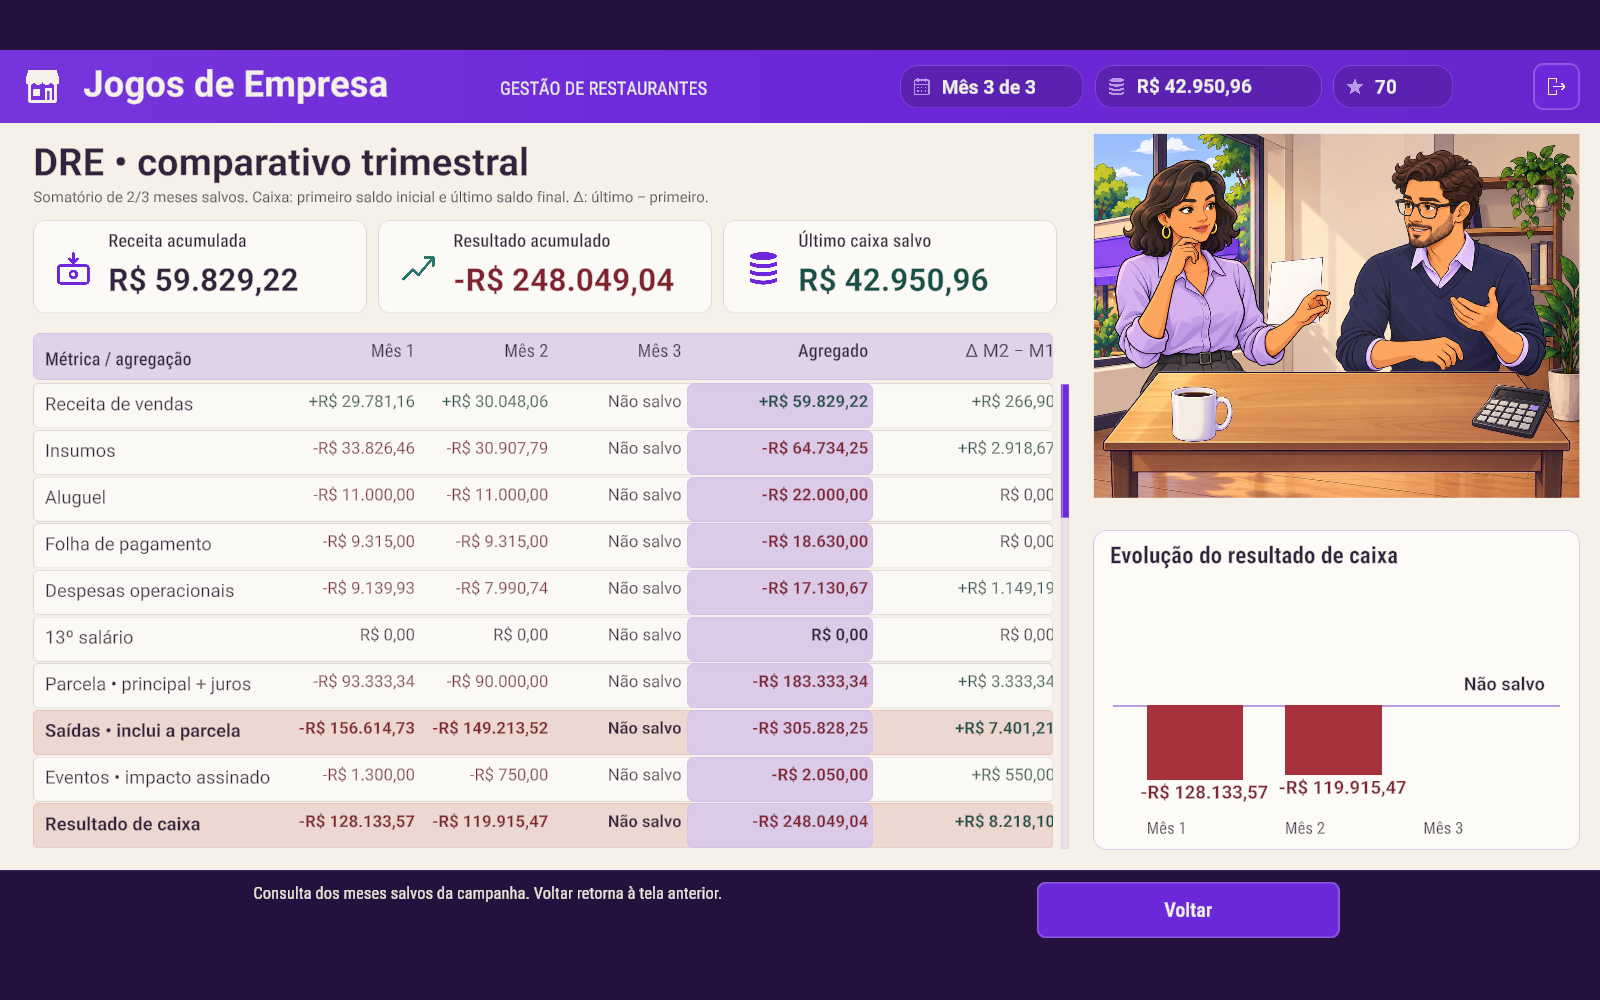 Jogos de Empresa
GESTÃO DE RESTAURANTES
Mês 3 de 3
R$ 42.950,96
70
DRE • comparativo trimestral
Somatório de 2/3 meses salvos. Caixa: primeiro saldo inicial e último saldo final. Δ: último − primeiro.
Receita acumulada
R$ 59.829,22
Resultado acumulado
-R$ 248.049,04
Último caixa salvo
R$ 42.950,96
Métrica / agregação Mês 1 Mês 2 Mês 3 Agregado Δ M2 − M1
Receita de vendas +R$ 29.781,16 +R$ 30.048,06 Não salvo +R$ 59.829,22 +R$ 266,90
Insumos -R$ 33.826,46 -R$ 30.907,79 Não salvo -R$ 64.734,25 +R$ 2.918,67
Aluguel -R$ 11.000,00 -R$ 11.000,00 Não salvo -R$ 22.000,00 R$ 0,00
Folha de pagamento -R$ 9.315,00 -R$ 9.315,00 Não salvo -R$ 18.630,00 R$ 0,00
Despesas operacionais -R$ 9.139,93 -R$ 7.990,74 Não salvo -R$ 17.130,67 +R$ 1.149,19
13º salário R$ 0,00 R$ 0,00 Não salvo R$ 0,00 R$ 0,00
Parcela • principal + juros -R$ 93.333,34 -R$ 90.000,00 Não salvo -R$ 183.333,34 +R$ 3.333,34
Saídas • inclui a parcela -R$ 156.614,73 -R$ 149.213,52 Não salvo -R$ 305.828,25 +R$ 7.401,21
Eventos • impacto assinado -R$ 1.300,00 -R$ 750,00 Não salvo -R$ 2.050,00 +R$ 550,00
Resultado de caixa -R$ 128.133,57 -R$ 119.915,47 Não salvo -R$ 248.049,04 +R$ 8.218,10
Evolução do resultado de caixa
Não salvo
-R$ 128.133,57 -R$ 119.915,47
Mês 1 Mês 2 Mês 3
Consulta dos meses salvos da campanha. Voltar retorna à tela anterior.
Voltar